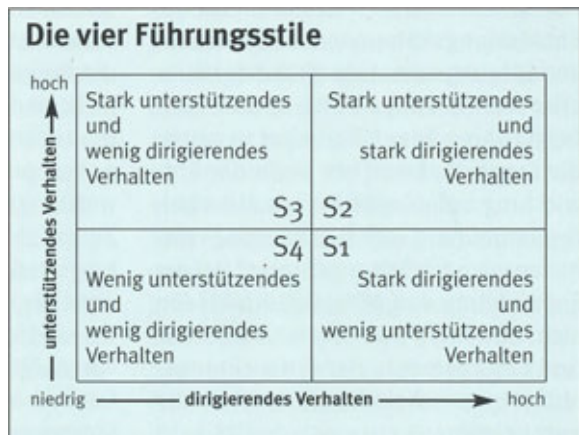 Die vier Führungsstile
hoch
unterstützendes Verhalten
Stark unterstützendes
und
wenig dirigierendes
Verhalten
S3
Stark unterstützendes
und
stark dirigierendes
Verhalten
S2
S4
Wenig unterstützendes
und
wenig dirigierendes
Verhalten
S1
Stark dirigierendes
und
wenig unterstützendes
Verhalten
niedrig
dirigierendes Verhalten
hoch